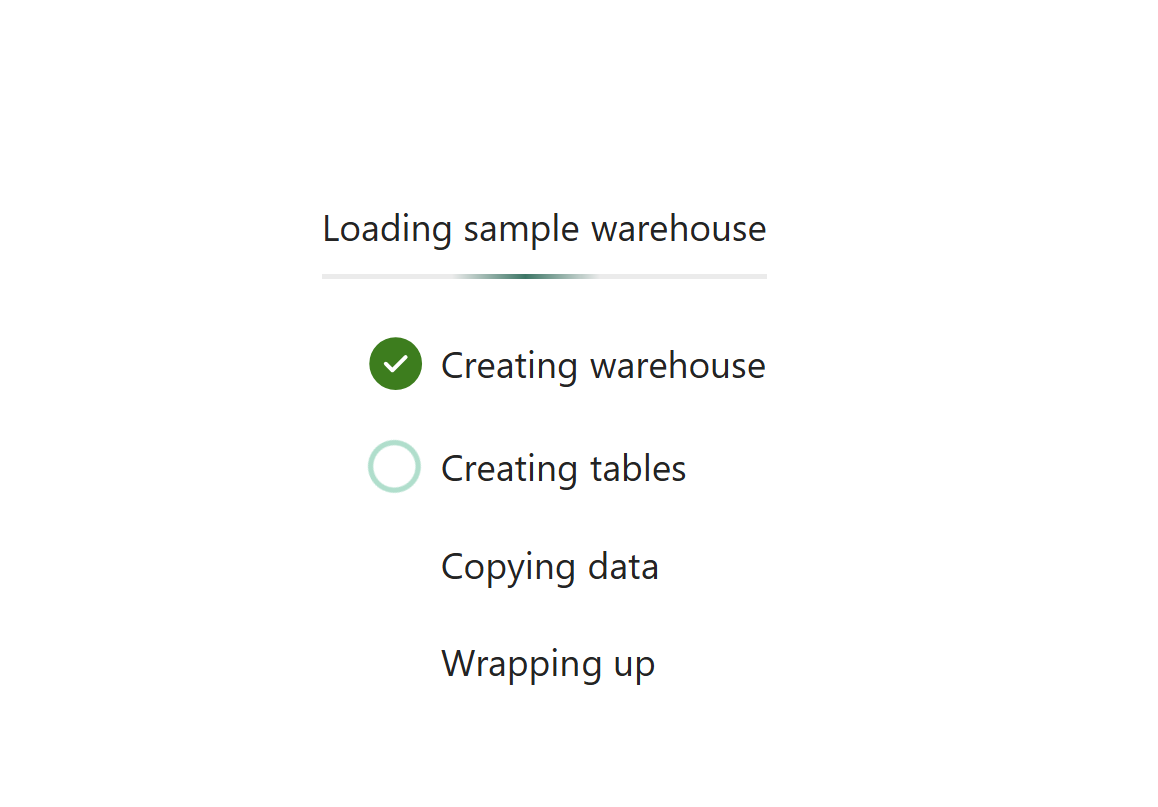 Loading sample warehouse
Creating warehouse
Creating tables
Copying data
Wrapping up